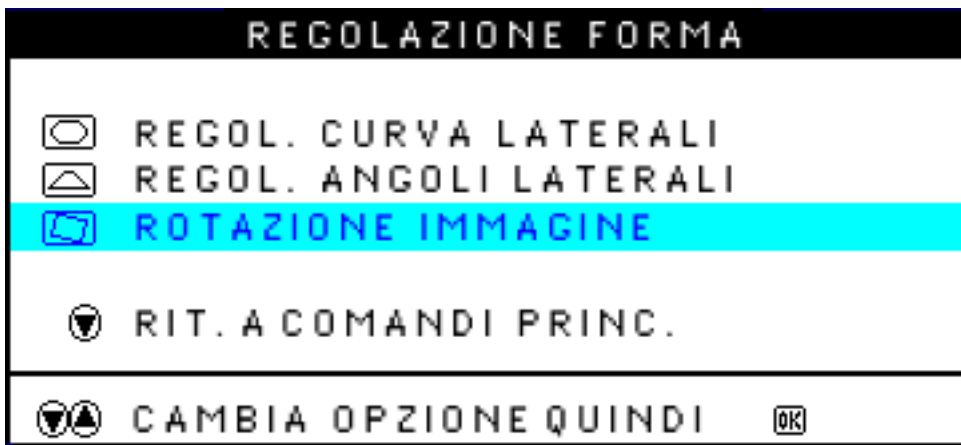 REGOLAZIONE FORMA
REGOL. CURVA LATERALI
REGOL. ANGOLI LATERALI
ROTAZIONE IMMAGINE
RIT. A COMANDI PRINC.
CAMBIA OPZIONE QUINDI OK